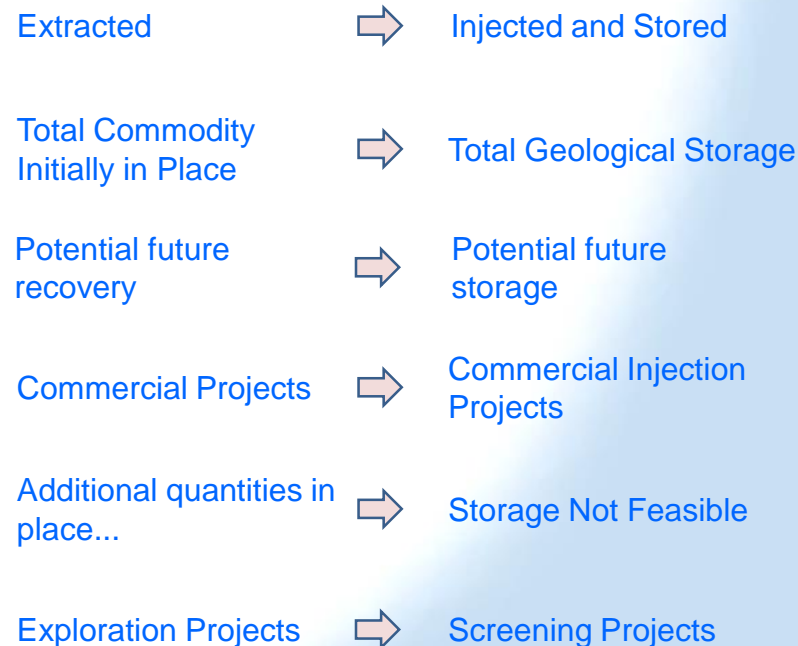 Extracted
Injected and Stored
Total Commodity
Initially in Place
Total Geological Storage
Potential future
recovery
Potential future
storage
Commercial Projects
Commercial Injection
Projects
Additional quantities in
place...
Storage Not Feasible
Exploration Projects
Screening Projects